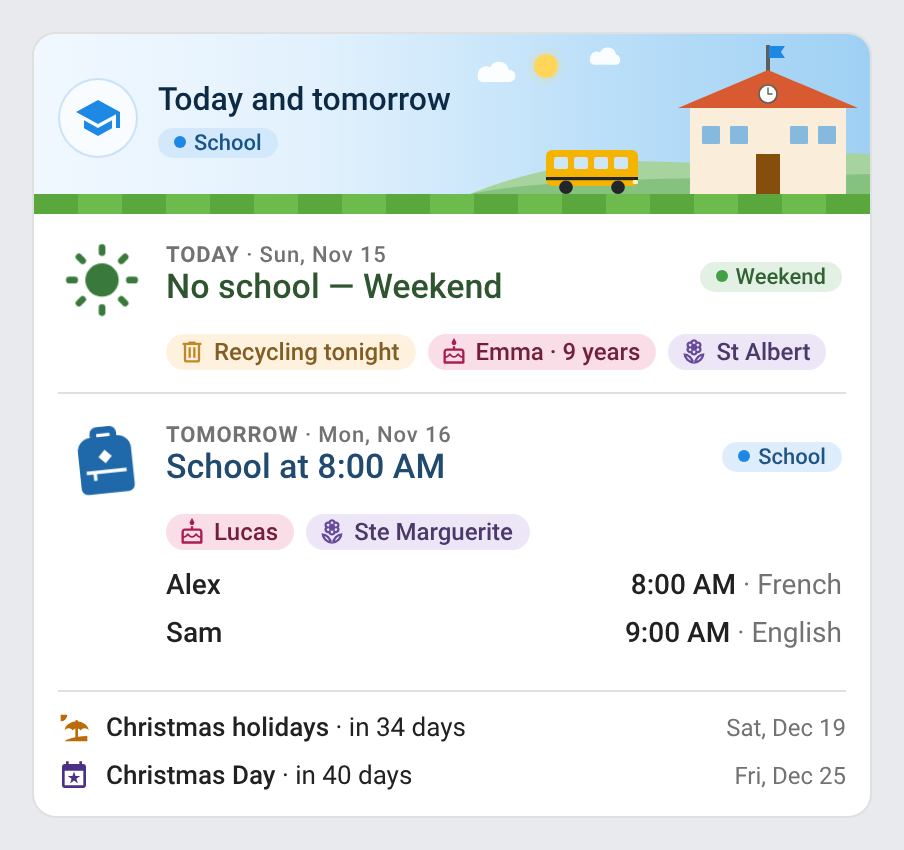 Today and tomorrow
School
TODAY · Sun, Nov 15
No school — Weekend
Weekend
Recycling tonight
Emma · 9 years
St Albert
TOMORROW · Mon, Nov 16
School at 8:00 AM
School
Lucas
Ste Marguerite
Alex 8:00 AM · French
Sam 9:00 AM · English
Christmas holidays · in 34 days Sat, Dec 19
Christmas Day · in 40 days Fri, Dec 25